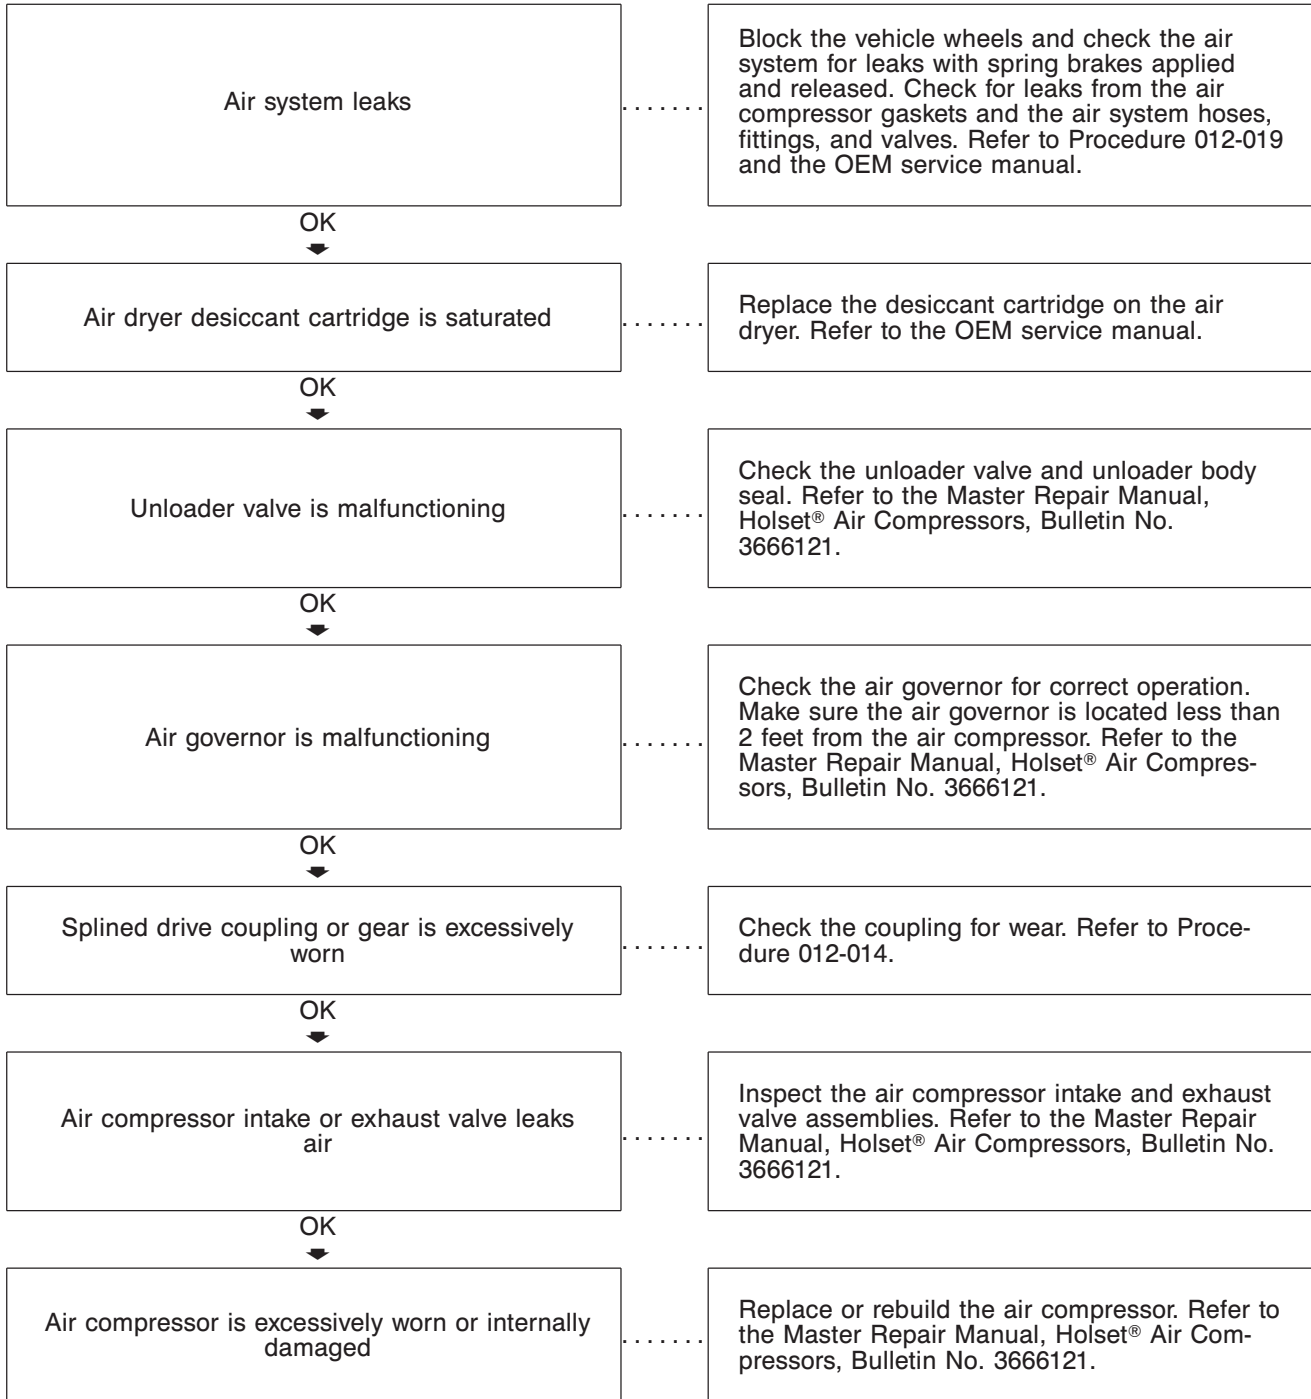 Air system leaks
. . . . . . .
Block the vehicle wheels and check the air
system for leaks with spring brakes applied
and released. Check for leaks from the air
compressor gaskets and the air system hoses,
fittings, and valves. Refer to Procedure 012-019
and the OEM service manual.
OK
Air dryer desiccant cartridge is saturated
. . . . . . .
Replace the desiccant cartridge on the air
dryer. Refer to the OEM service manual.
OK
Unloader valve is malfunctioning
. . . . . . .
Check the unloader valve and unloader body
seal. Refer to the Master Repair Manual,
Holset® Air Compressors, Bulletin No.
3666121.
OK
Air governor is malfunctioning
. . . . . . .
Check the air governor for correct operation.
Make sure the air governor is located less than
2 feet from the air compressor. Refer to the
Master Repair Manual, Holset® Air Compres-
sors, Bulletin No. 3666121.
OK
Splined drive coupling or gear is excessively
worn
. . . . . . .
Check the coupling for wear. Refer to Proce-
dure 012-014.
OK
Air compressor intake or exhaust valve leaks
air
. . . . . . .
Inspect the air compressor intake and exhaust
valve assemblies. Refer to the Master Repair
Manual, Holset® Air Compressors, Bulletin No.
3666121.
OK
Air compressor is excessively worn or internally
damaged
. . . . . . .
Replace or rebuild the air compressor. Refer to
the Master Repair Manual, Holset® Air Com-
pressors, Bulletin No. 3666121.